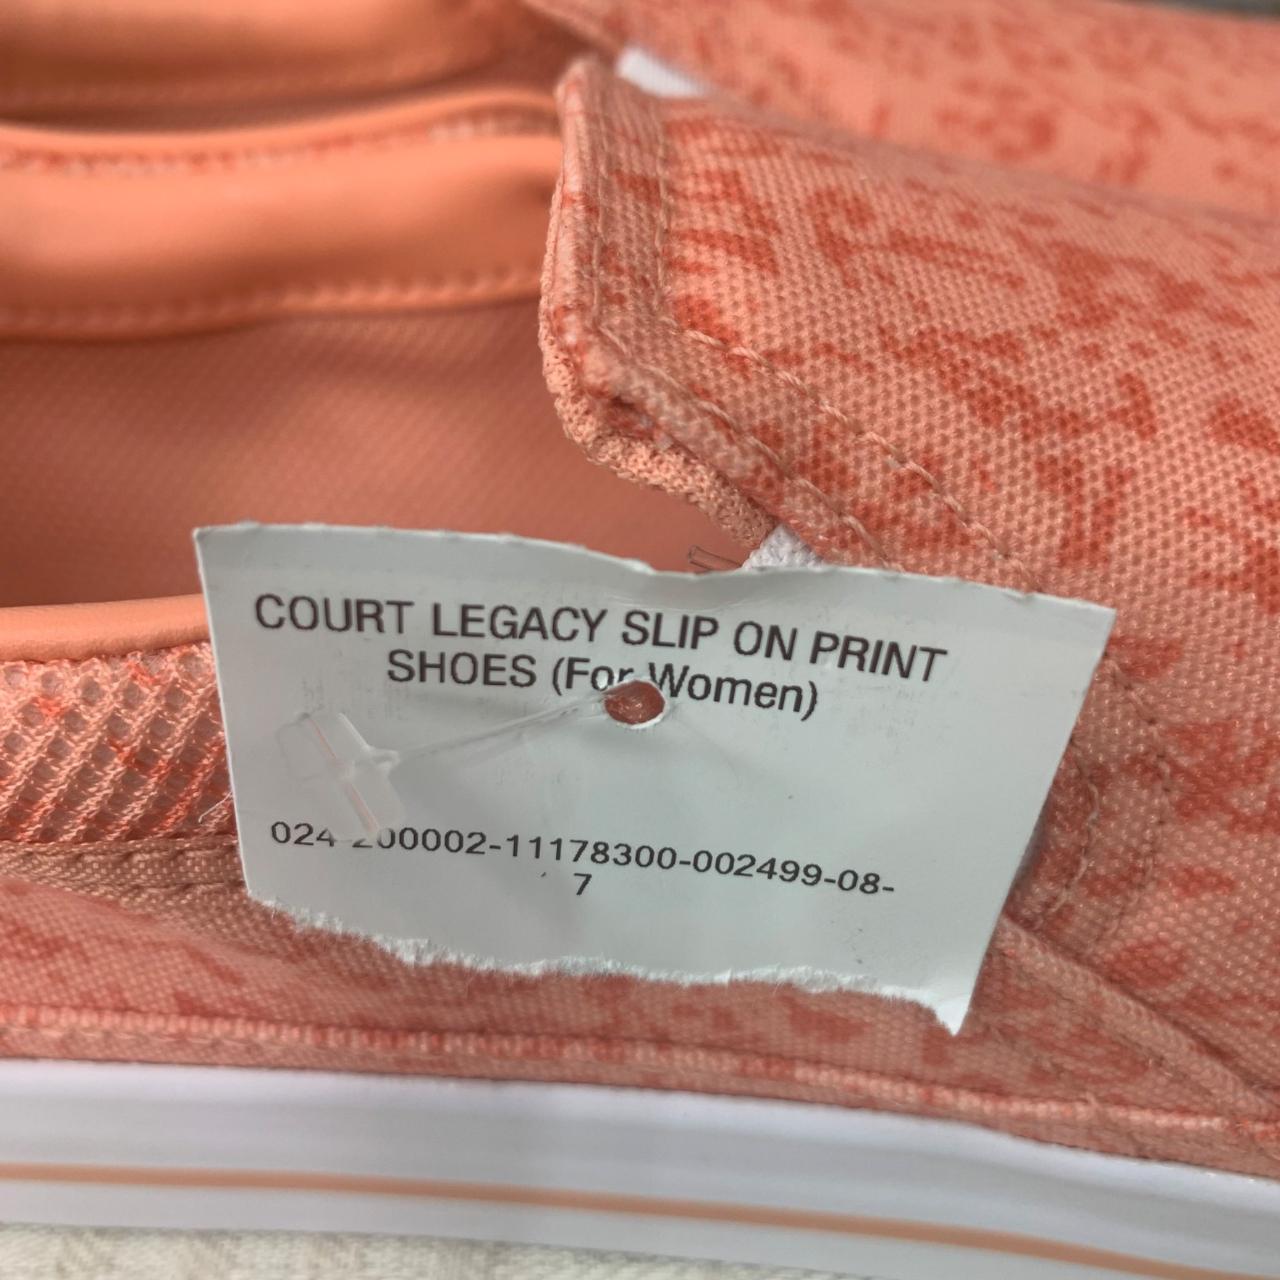 COURT LEGACY SLIP ON PRINT
SHOES (For Women)
024-200002-11178300-002499-08-
7